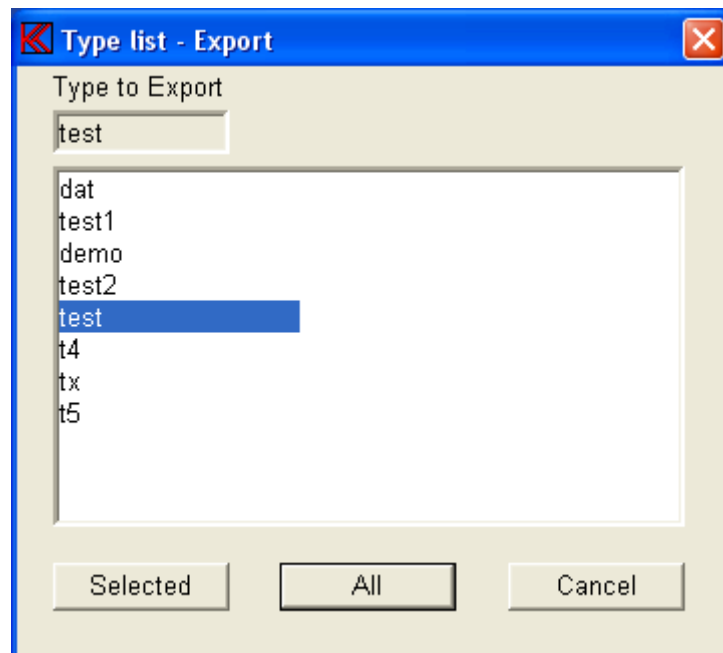 Type list - Export
Type to Export
test
dat
test1
demo
test2
test
t4
tx
t5
Selected All Cancel